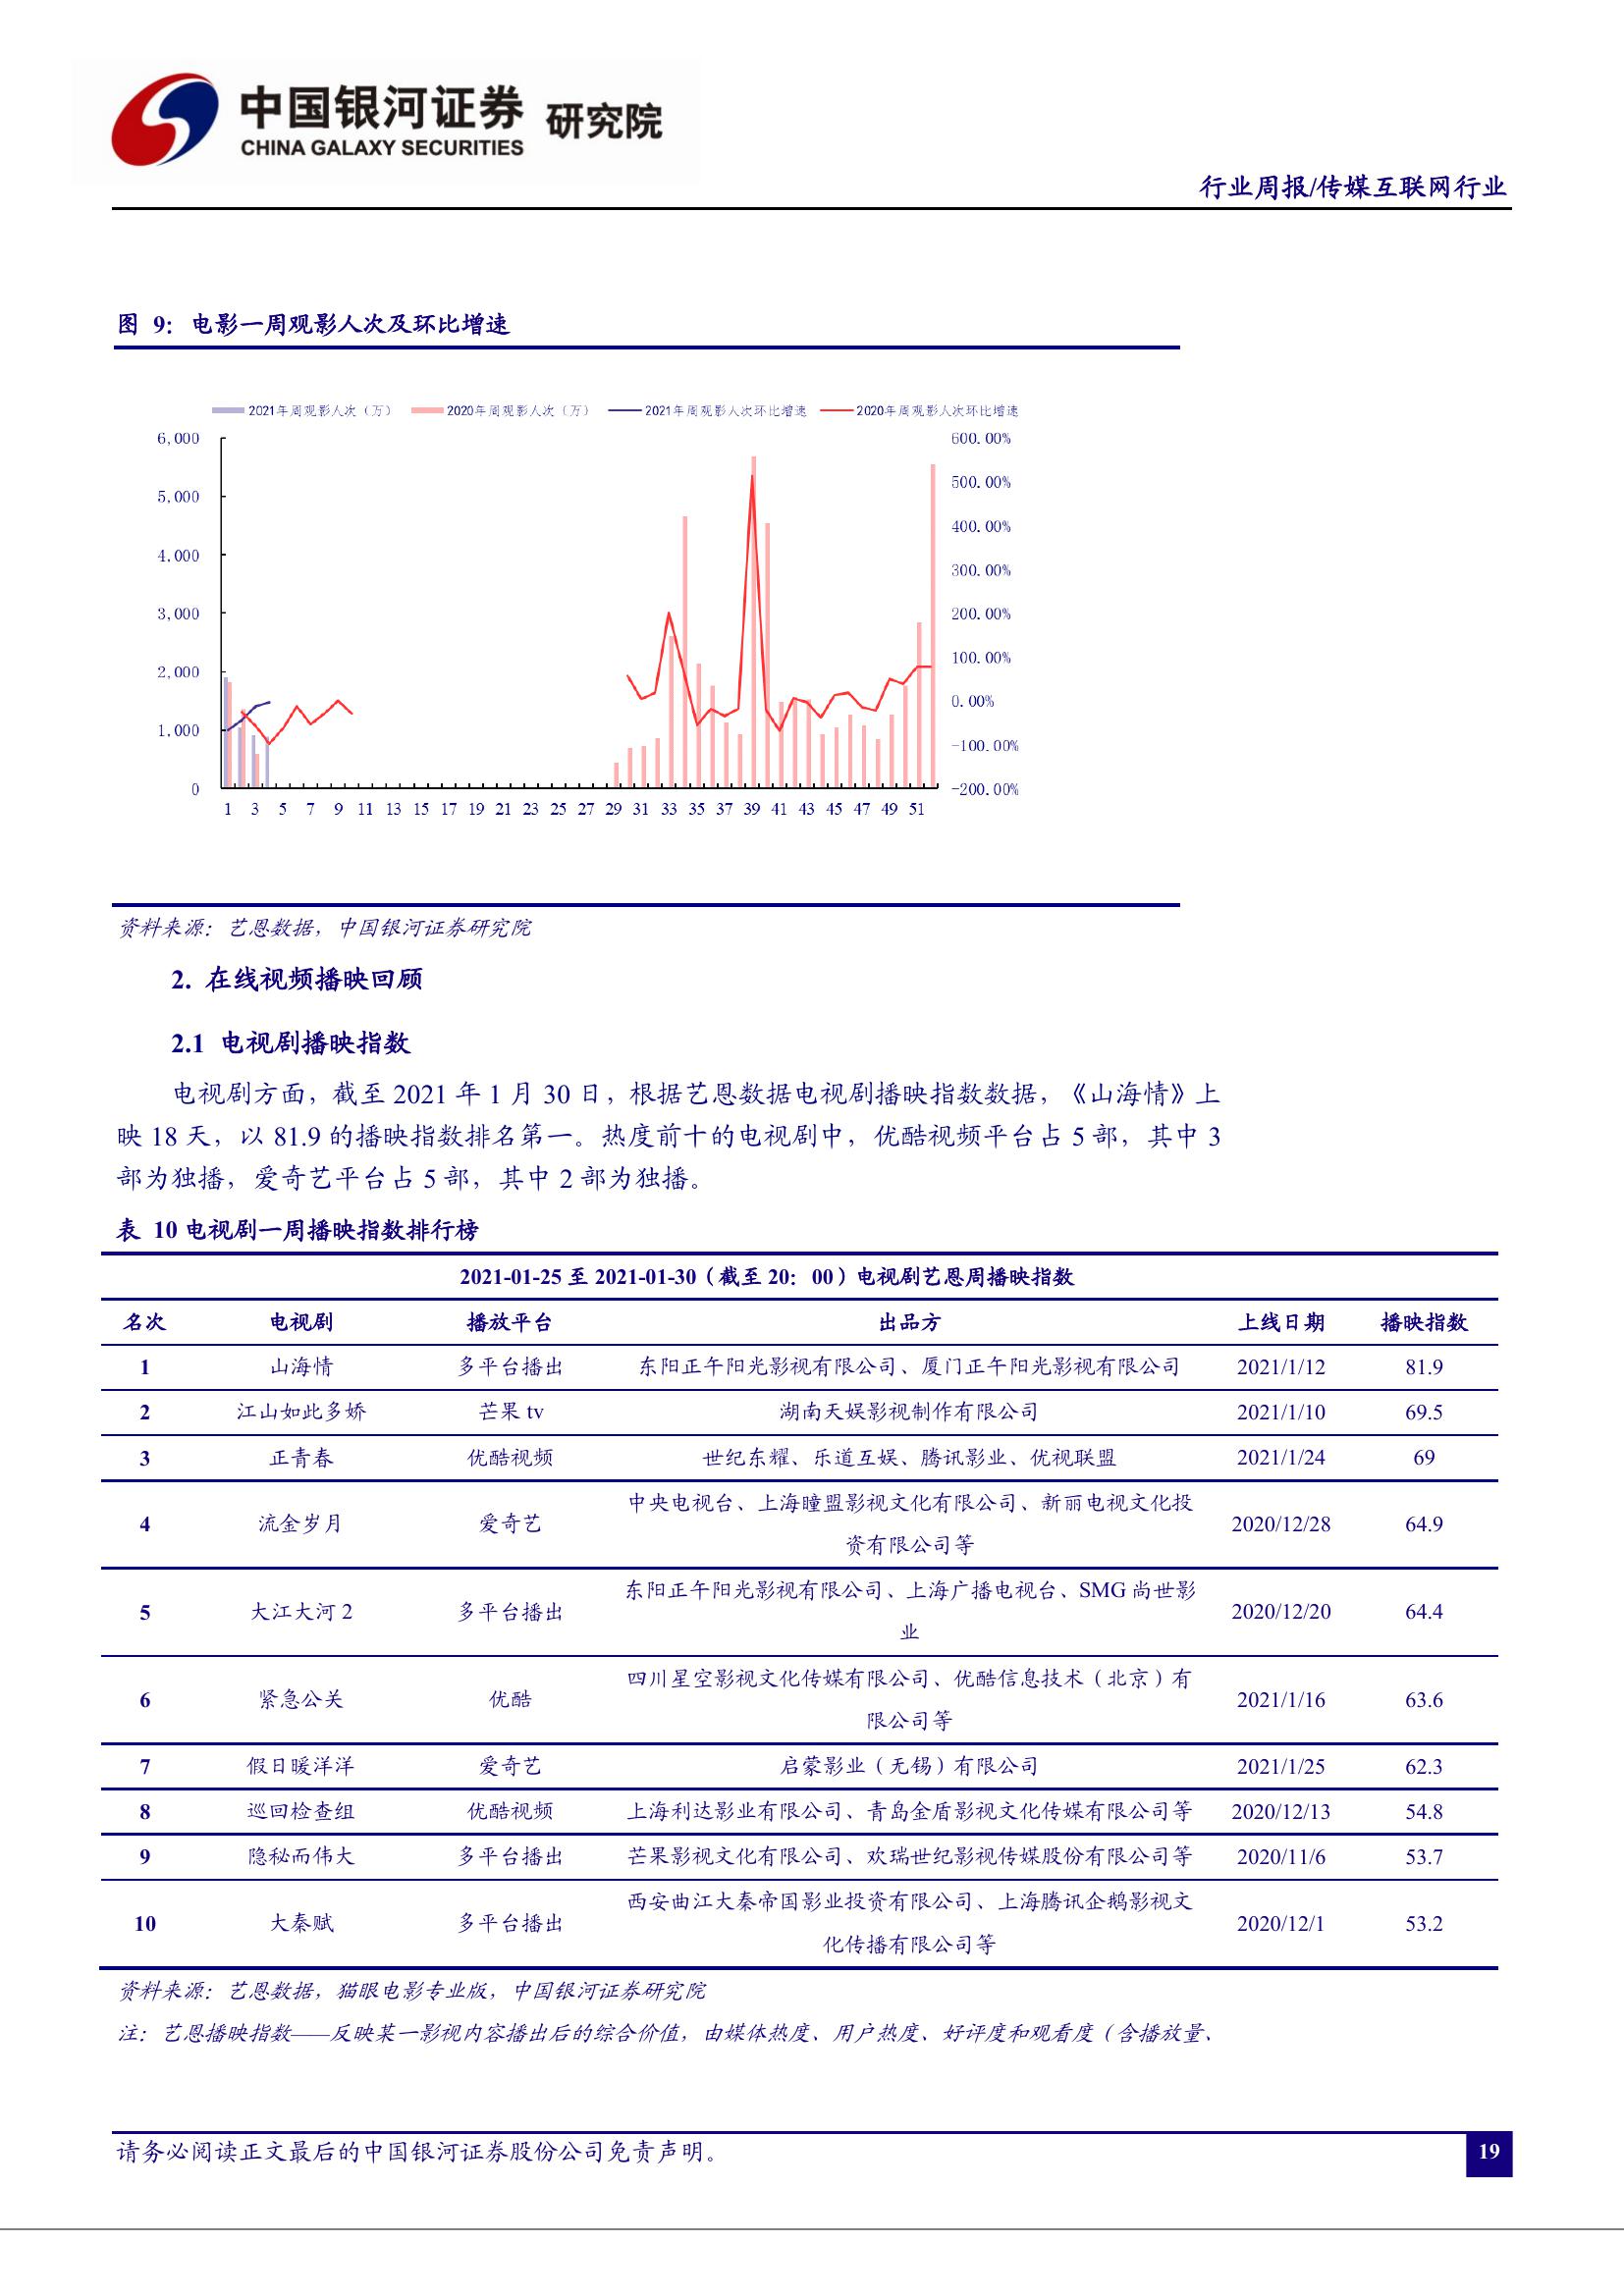 中国银河证券 研究院
CHINA GALAXY SECURITIES
行业周报/传媒互联网行业
图 9：电影一周观影人次及环比增速
2021年周观影人次（万） 2020年周观影人次（万） 2021年周观影人次环比增速 2020年周观影人次环比增速
6,000 600.00%
5,000 500.00%
400.00%
4,000
300.00%
3,000 200.00%
2,000 100.00%
0.00%
1,000 -100.00%
0 -200.00%
1 3 5 7 9 11 13 15 17 19 21 23 25 27 29 31 33 35 37 39 41 43 45 47 49 51
资料来源：艺恩数据，中国银河证券研究院
2. 在线视频播映回顾
2.1 电视剧播映指数
电视剧方面，截至 2021 年 1 月 30 日，根据艺恩数据电视剧播映指数数据，《山海情》上
映 18 天，以 81.9 的播映指数排名第一。热度前十的电视剧中，优酷视频平台占 5 部，其中 3
部为独播，爱奇艺平台占 5 部，其中 2 部为独播。
表 10 电视剧一周播映指数排行榜
2021-01-25 至 2021-01-30（截至 20：00）电视剧艺恩周播映指数
名次 电视剧 播放平台 出品方 上线日期 播映指数
1 山海情 多平台播出 东阳正午阳光影视有限公司、厦门正午阳光影视有限公司 2021/1/12 81.9
2 江山如此多娇 芒果 tv 湖南天娱影视制作有限公司 2021/1/10 69.5
3 正青春 优酷视频 世纪东耀、乐道互娱、腾讯影业、优视联盟 2021/1/24 69
中央电视台、上海瞳盟影视文化有限公司、新丽电视文化投
4 流金岁月 爱奇艺 2020/12/28 64.9
资有限公司等
东阳正午阳光影视有限公司、上海广播电视台、SMG 尚世影
5 大江大河 2 多平台播出 2020/12/20 64.4
业
四川星空影视文化传媒有限公司、优酷信息技术（北京）有
6 紧急公关 优酷 2021/1/16 63.6
限公司等
7 假日暖洋洋 爱奇艺 启蒙影业（无锡）有限公司 2021/1/25 62.3
8 巡回检查组 优酷视频 上海利达影业有限公司、青岛金盾影视文化传媒有限公司等 2020/12/13 54.8
9 隐秘而伟大 多平台播出 芒果影视文化有限公司、欢瑞世纪影视传媒股份有限公司等 2020/11/6 53.7
西安曲江大秦帝国影业投资有限公司、上海腾讯企鹅影视文
10 大秦赋 多平台播出 2020/12/1 53.2
化传播有限公司等
资料来源：艺恩数据，猫眼电影专业版，中国银河证券研究院
注：艺恩播映指数——反映某一影视内容播出后的综合价值，由媒体热度、用户热度、好评度和观看度（含播放量、
请务必阅读正文最后的中国银河证券股份公司免责声明。
19